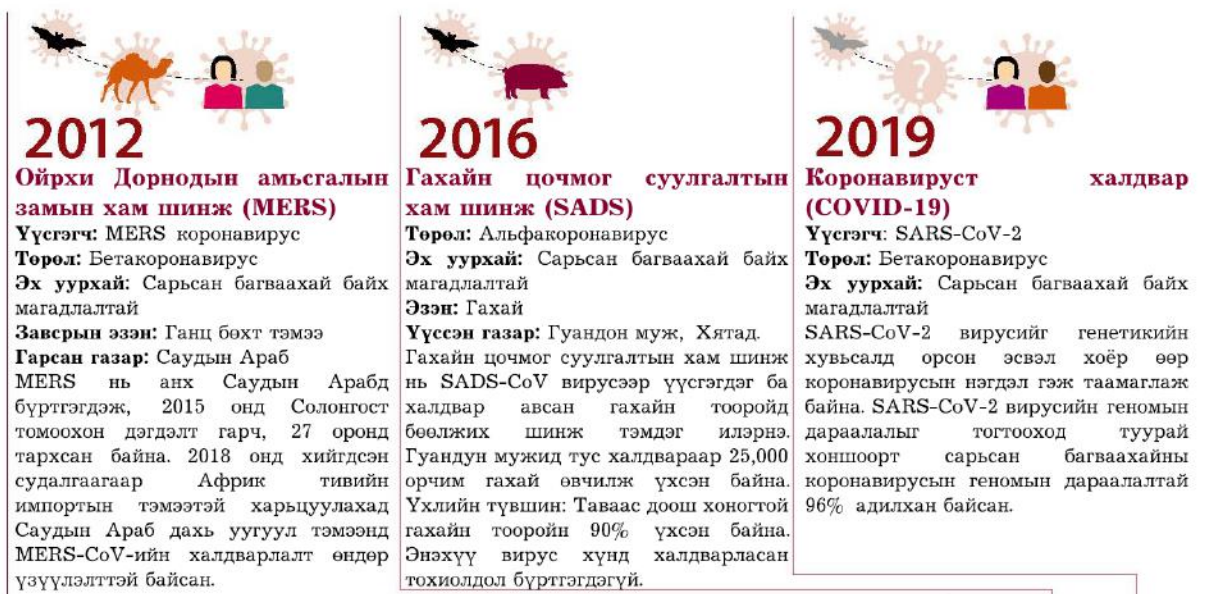 2012
Ойрхи Дорнодын амьсгалын
замын хам шинж (MERS)
Үүсгэгч: MERS коронавирус
Төрөл: Бетакоронавирус
Эх уурхай: Сарьсан багваахай байх
магадлалтай
Завсрын эзэн: Ганц бөхт тэмээ
Гарсан газар: Саудын Араб
MERS нь анх Саудын Арабд
бүртгэгдэж, 2015 онд Солонгост
томоохон дэгдэлт гарч, 27 оронд
тархсан байна. 2018 онд хийгдсэн
судалгаагаар Африк тивийн
импортын тэмээтэй харьцуулахад
Саудын Араб дахь уугуул тэмээнд
MERS-CoV-ийн халдварлалт өндөр
үзүүлэлттэй байсан.
2016
Гахайн цочмог суулгалтын
хам шинж (SADS)
Төрөл: Альфакоронавирус
Эх уурхай: Сарьсан багваахай байх
магадлалтай
Эзэн: Гахай
Үүссэн газар: Гуандон муж, Хятад.
Гахайн цочмог суулгалтын хам шинж
нь SADS-CoV вирусээр үүсгэгдэг ба
халдвар авсан гахайн тооройд
бөөлжих шинж тэмдэг илэрнэ.
Гуандун мужид тус халдвараар 25,000
орчим гахай өвчилж үхсэн байна.
Үхлийн түвшин: Таваас доош хоногтой
гахайн тооройн 90% үхсэн байна.
Энэхүү вирус хүнд халдварласан
тохиолдол бүртгэгдэгүй.
?
2019
Коронавируст халдвар
(COVID-19)
Үүсгэгч: SARS-CoV-2
Төрөл: Бетакоронавирус
Эх уурхай: Сарьсан багваахай байх
магадлалтай
SARS-CoV-2 вирусийг генетикийн
хувьсалд орсон эсвэл хоёр өөр
коронавирусын нэгдэл гэж таамаглаж
байна. SARS-CoV-2 вирусийн геномын
дараалалыг тогтооход туурай
хоншоорт сарьсан багваахайны
коронавирусын геномын дараалалтай
96% адилхан байсан.